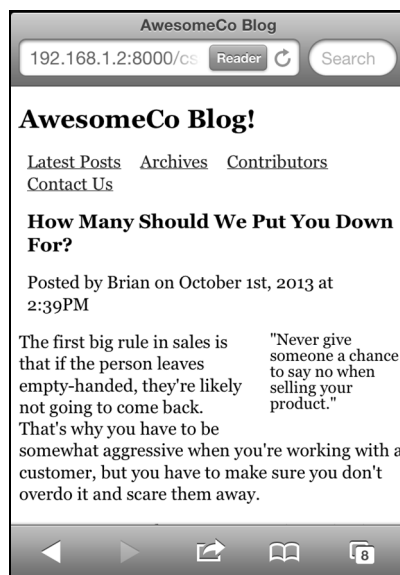 AwesomeCo Blog
192.168.1.2:8000/cs
Reader
Search
AwesomeCo Blog!
Latest Posts Archives Contributors
Contact Us
How Many Should We Put You Down
For?
Posted by Brian on October 1st, 2013 at
2:39PM
The first big rule in sales is
that if the person leaves
empty-handed, they're likely
not going to come back.
That's why you have to be
somewhat aggressive when you're working with a
customer, but you have to make sure you don't
overdo it and scare them away.
"Never give
someone a chance
to say no when
selling your
product."
8